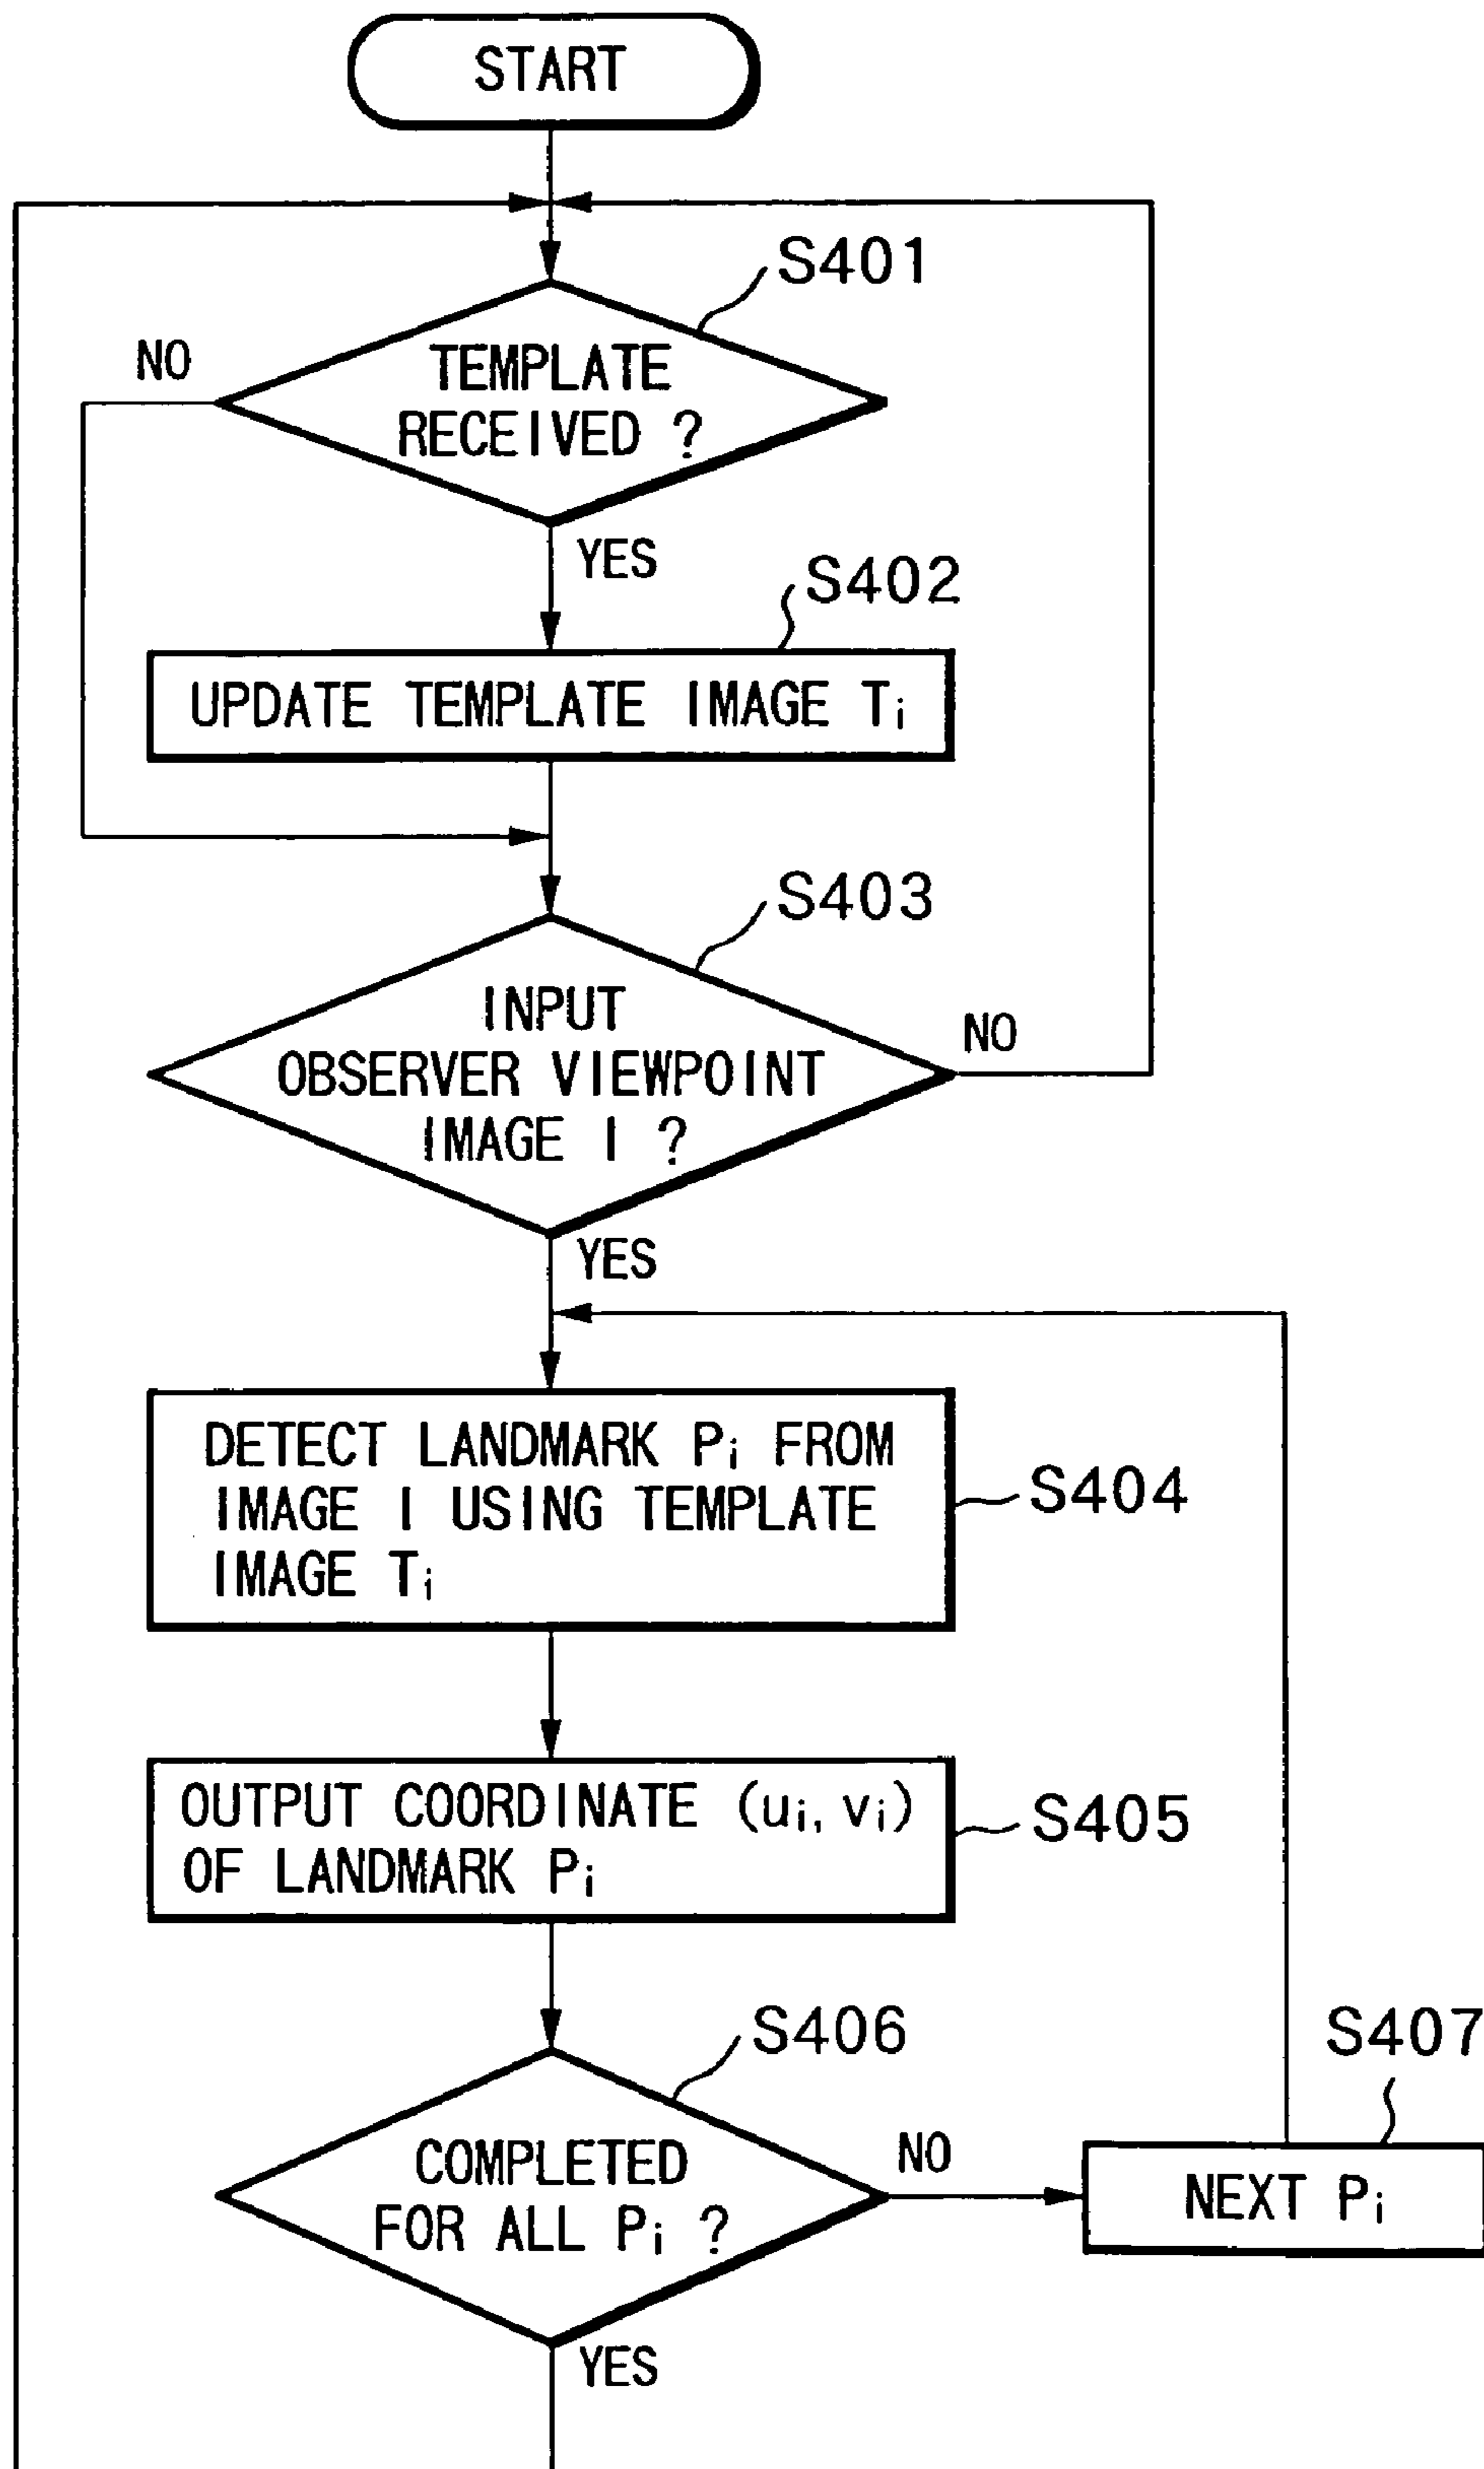 START
S401
NO
TEMPLATE
RECEIVED ?
YES
S402
UPDATE TEMPLATE IMAGE Ti
S403
INPUT
OBSERVER VIEWPOINT
IMAGE I ?
NO
YES
DETECT LANDMARK Pi FROM
IMAGE I USING TEMPLATE
IMAGE Ti
S404
OUTPUT COORDINATE (ui, vi)
OF LANDMARK Pi
S405
S406
COMPLETED
FOR ALL Pi ?
NO
S407
NEXT Pi
YES